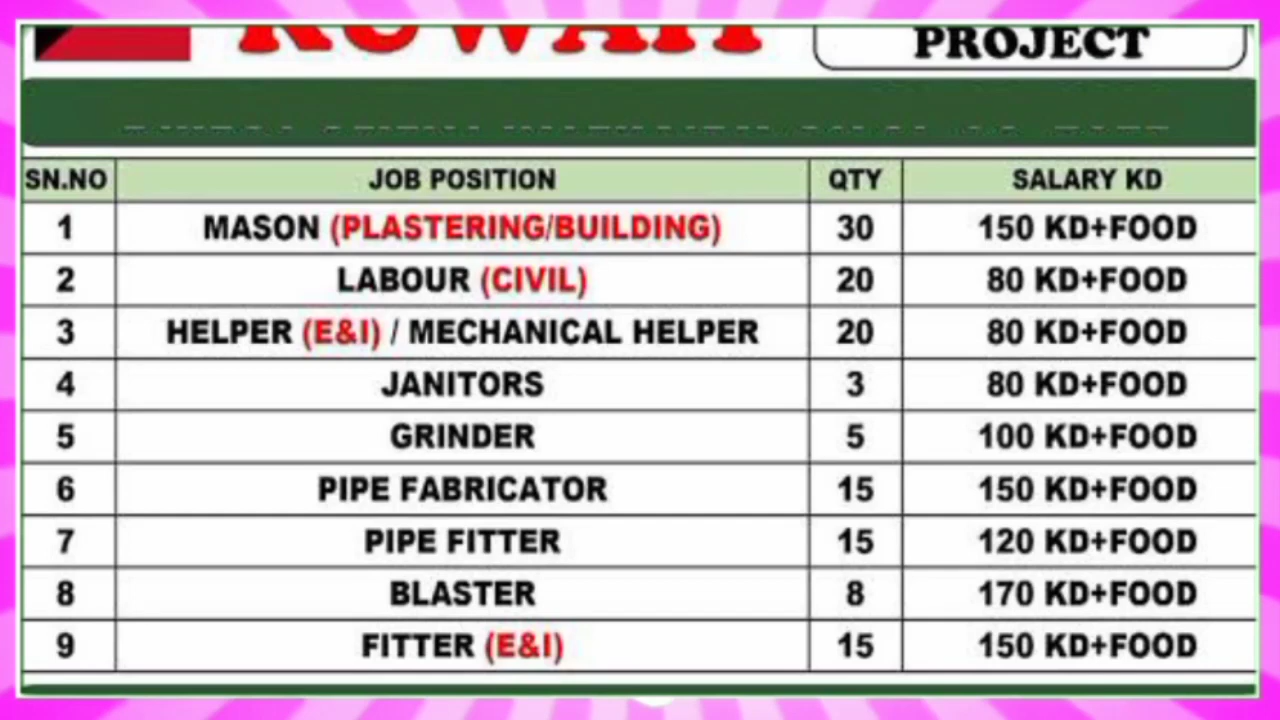 KUWAIT
PROJECT
SN.NO JOB POSITION QTY SALARY KD
1 MASON (PLASTERING/BUILDING) 30 150 KD+FOOD
2 LABOUR (CIVIL) 20 80 KD+FOOD
3 HELPER (E&I) / MECHANICAL HELPER 20 80 KD+FOOD
4 JANITORS 3 80 KD+FOOD
5 GRINDER 5 100 KD+FOOD
6 PIPE FABRICATOR 15 150 KD+FOOD
7 PIPE FITTER 15 120 KD+FOOD
8 BLASTER 8 170 KD+FOOD
9 FITTER (E&I) 15 150 KD+FOOD